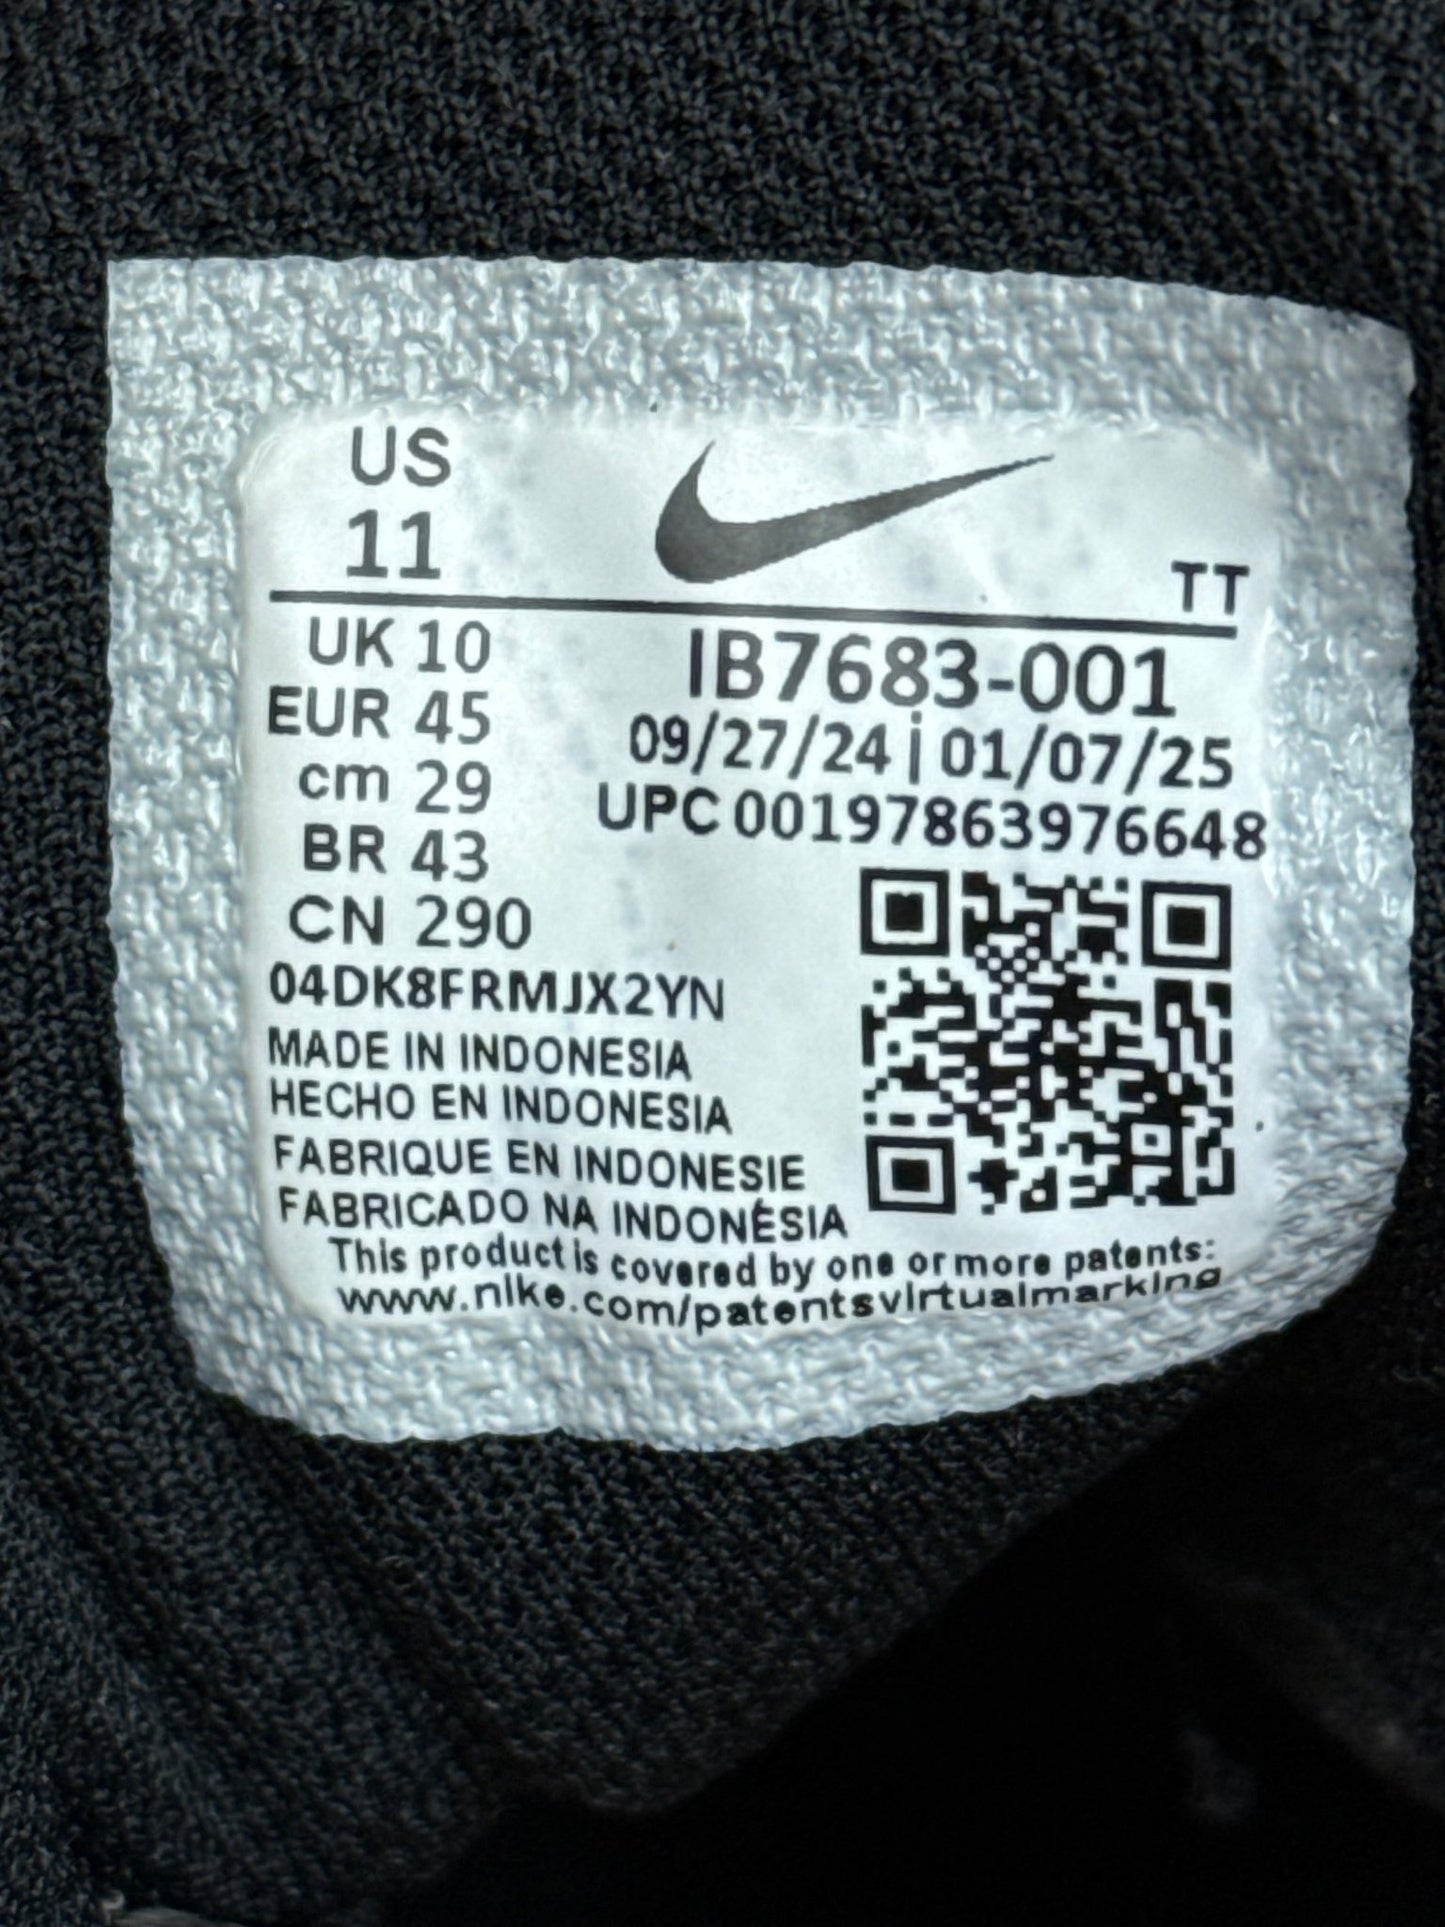 US
11
TT
UK 10
EUR 45
cm 29
BR 43
CN 290
IB7683-001
09/27/24 | 01/07/25
UPC 00197863976648
04DK8FRMJX2YN
MADE IN INDONESIA
HECHO EN INDONESIA
FABRIQUE EN INDONESIE
FABRICADO NA INDONÉSIA
This product is covered by one or more patents:
www.nike.com/patentsvirtualmarking